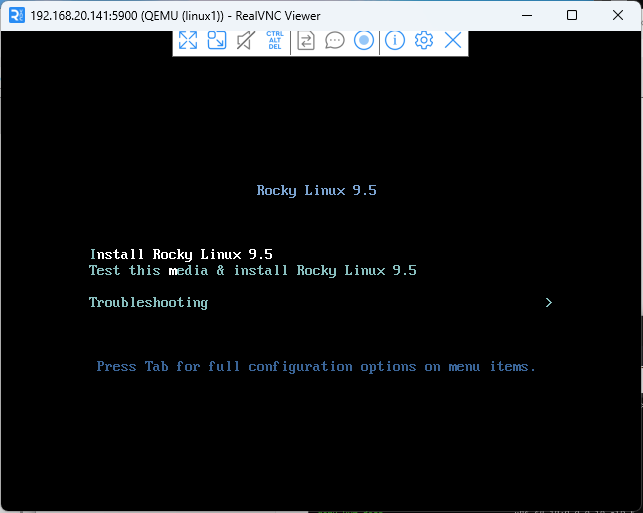 192.168.20.141:5900 (QEMU (linux1)) - RealVNC Viewer
CTRL
ALT
DEL
Rocky Linux 9.5
Install Rocky Linux 9.5
Test this media & install Rocky Linux 9.5
Troubleshooting >
Press Tab for full configuration options on menu items.